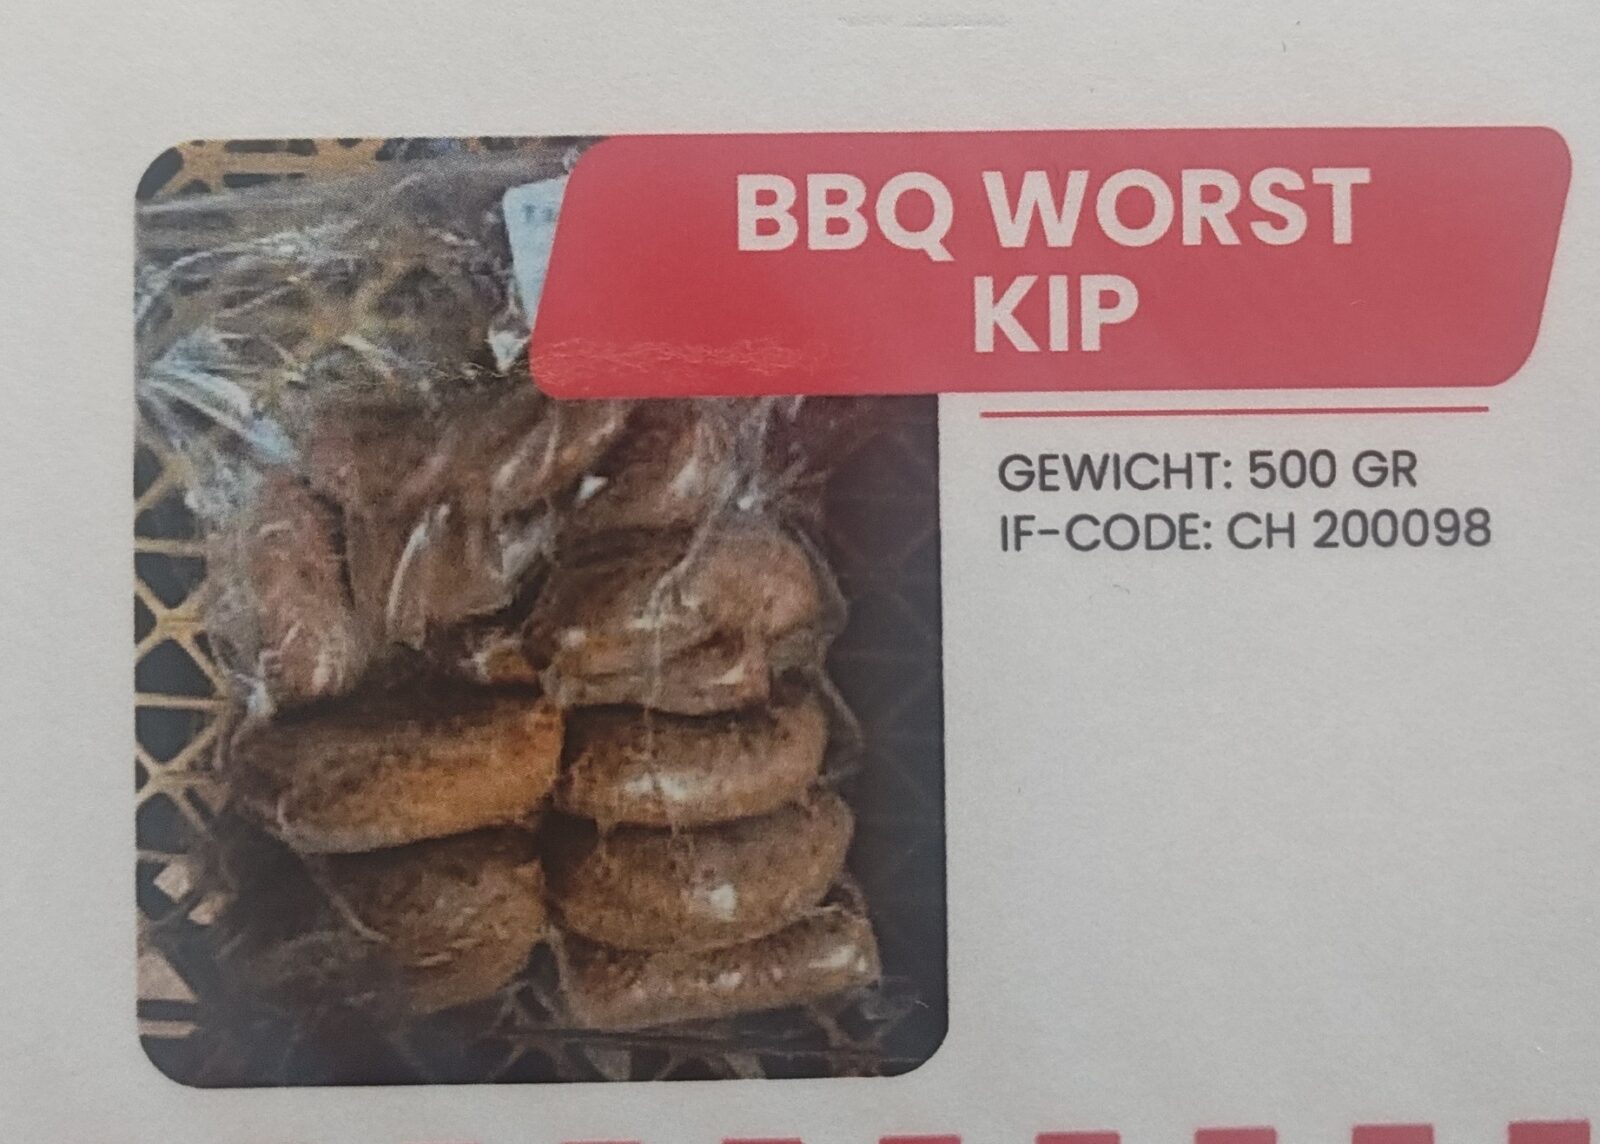 BBQ WORST
KIP
GEWICHT: 500 GR
IF-CODE: CH 200098